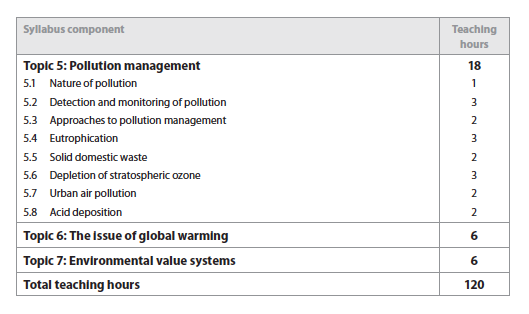 Syllabus component Teaching
hours
Topic 5: Pollution management 18
5.1 Nature of pollution 1
5.2 Detection and monitoring of pollution 3
5.3 Approaches to pollution management 2
5.4 Eutrophication 3
5.5 Solid domestic waste 2
5.6 Depletion of stratospheric ozone 3
5.7 Urban air pollution 2
5.8 Acid deposition 2
Topic 6: The issue of global warming 6
Topic 7: Environmental value systems 6
Total teaching hours 120